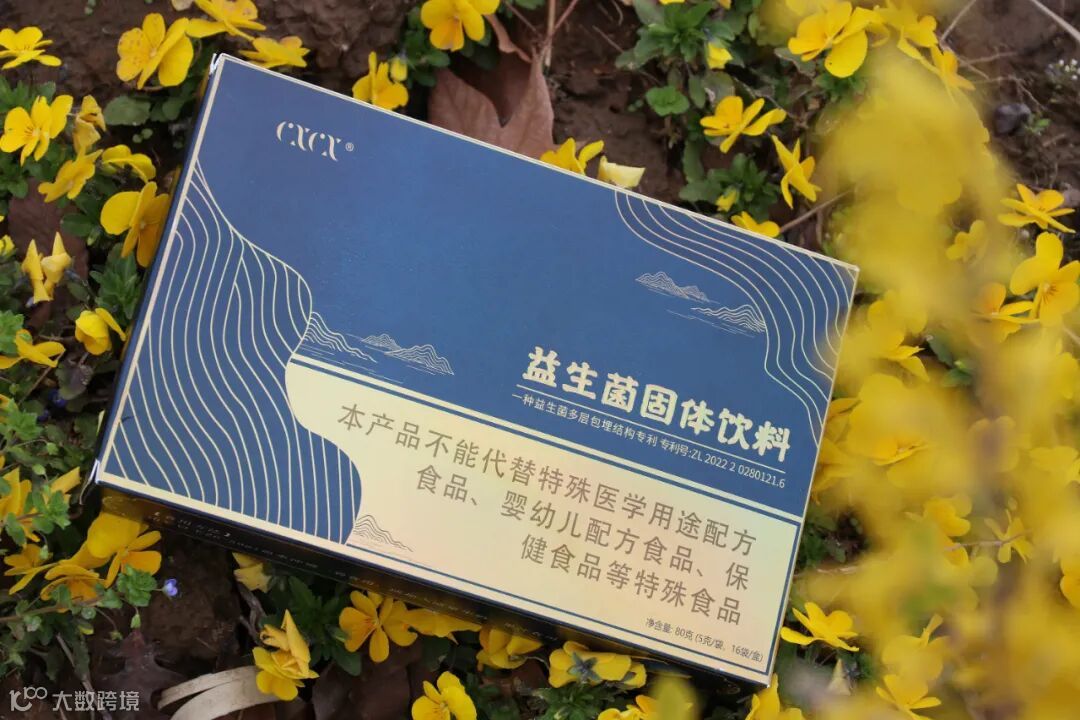 CXCX®
益生菌固体饮料
一种益生菌多层包埋结构专利 专利号:ZL 2022 2 0280121.6
本产品不能代替特殊医学用途配方
食品、婴幼儿配方食品、保
健食品等特殊食品
净含量: 80克 (5克/袋、16袋/盒)
大数跨境